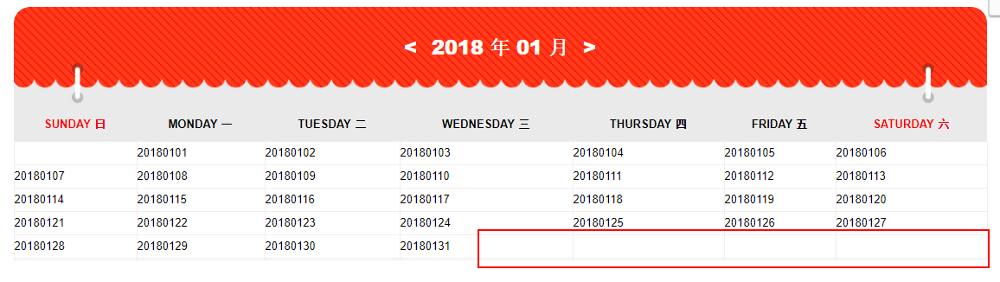 < 2018 年 01 月 >
SUNDAY 日 MONDAY 一 TUESDAY 二 WEDNESDAY 三 THURSDAY 四 FRIDAY 五 SATURDAY 六
20180101 20180102 20180103 20180104 20180105 20180106
20180107 20180108 20180109 20180110 20180111 20180112 20180113
20180114 20180115 20180116 20180117 20180118 20180119 20180120
20180121 20180122 20180123 20180124 20180125 20180126 20180127
20180128 20180129 20180130 20180131